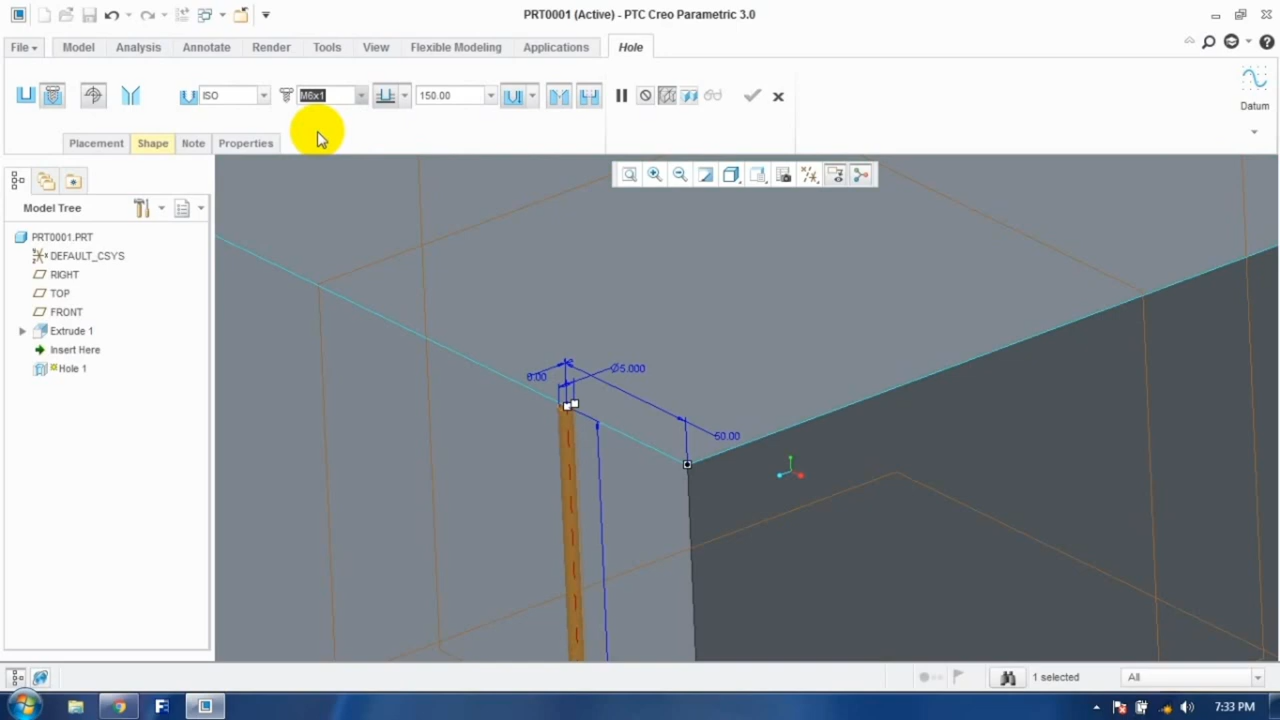 PRT0001 (Active) - PTC Creo Parametric 3.0
File Model Analysis Annotate Render Tools View Flexible Modeling Applications Hole
ISO M6x1 150.00
Datum
Placement Shape Note Properties
Model Tree
PRT0001.PRT
DEFAULT_CSYS
RIGHT
TOP
FRONT
Extrude 1
Insert Here
Hole 1
0.00
Ø5.000
50.00
1 selected
All
7:33 PM